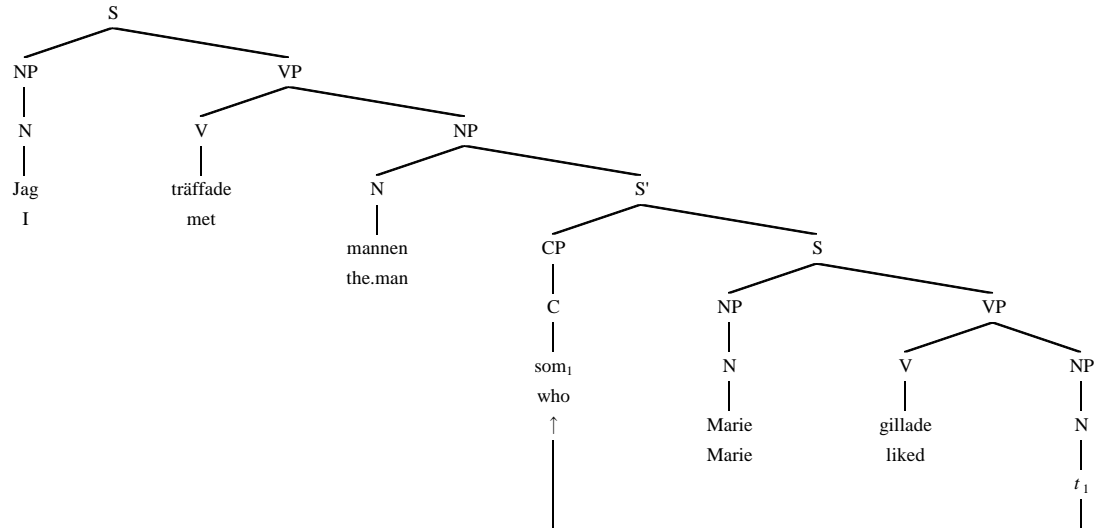 S
NP VP
N V NP
Jag träffade N S'
I met
mannen CP S
the.man
C NP VP
som₁ N V NP
who
↑ Marie gillade N
Marie liked
t₁